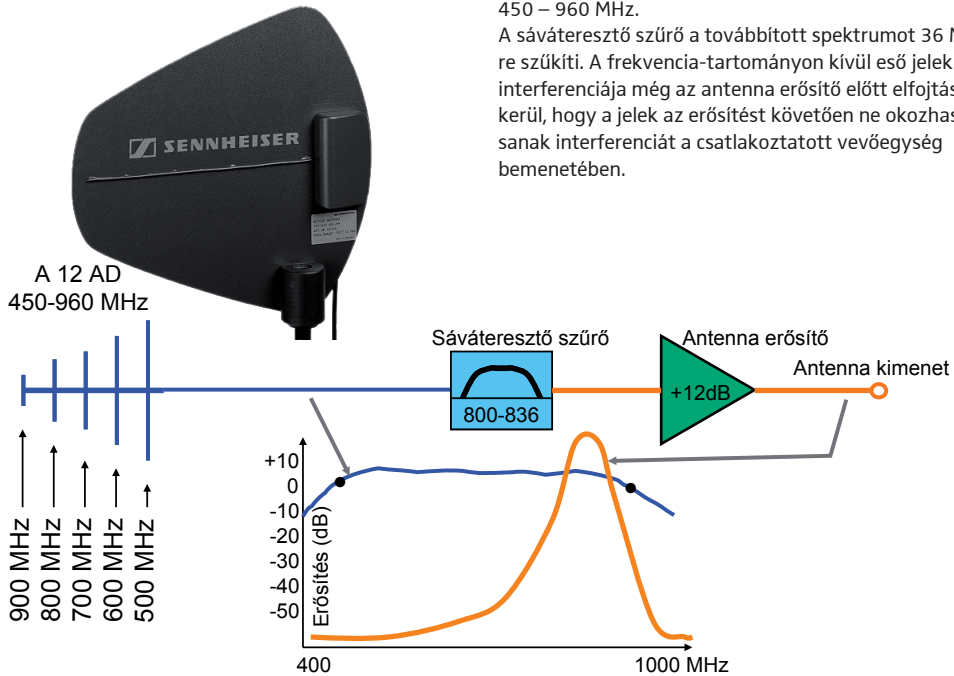 450 – 960 MHz.
A sáváteresztő szűrő a továbbított spektrumot 36
re szűkíti. A frekvencia-tartományon kívül eső jelek
interferenciája még az antenna erősítő előtt
kerül, hogy a jelek az erősítést követően ne
sanak interferenciát a csatlakoztatott vevőegység
bemenetében.
SENNHEISER
A 12 AD
450-960 MHz
Sáváteresztő szűrő
Antenna erősítő
Antenna kimenet
+12dB
800-836
+10
0
-10
-20
-30
-40
-50
Erősítés (dB)
900 MHz
800 MHz
700 MHz
600 MHz
500 MHz
400
1000 MHz